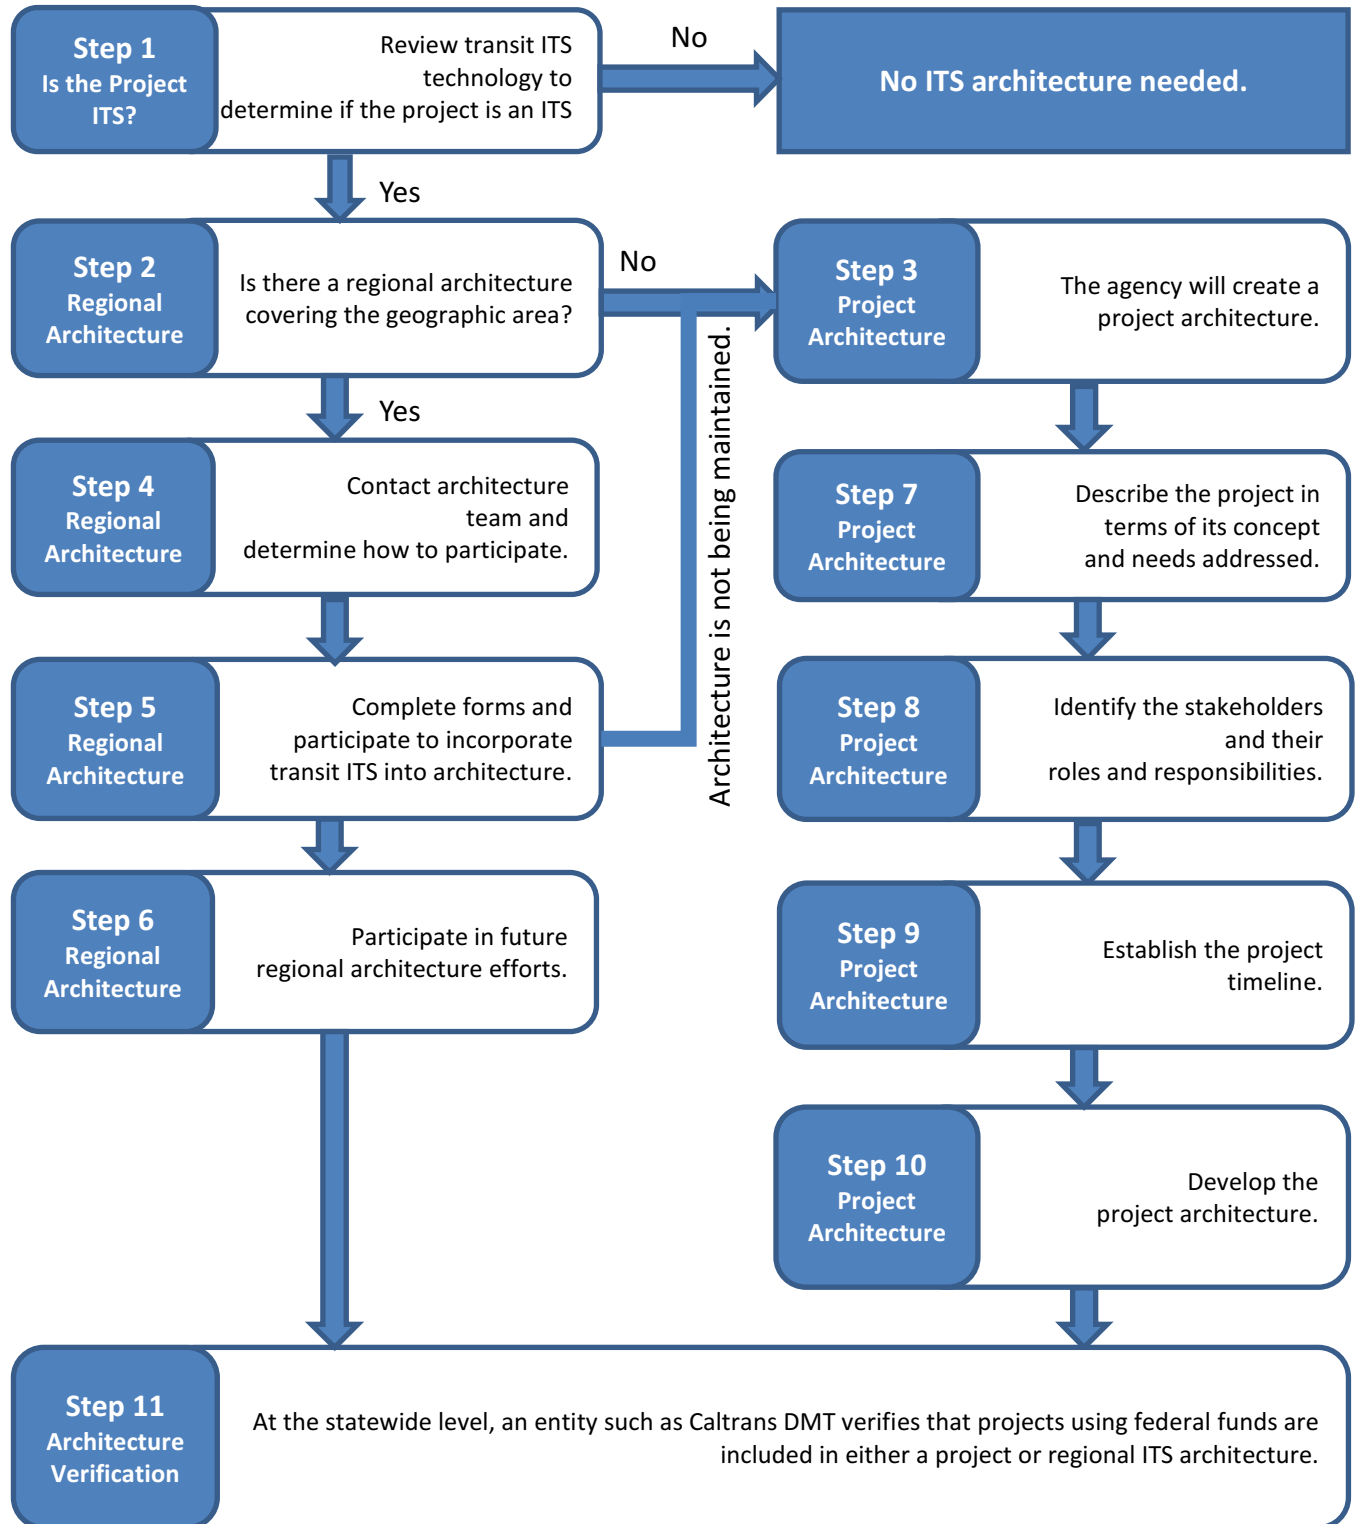 Step 1
Is the Project
ITS?
Review transit ITS
technology to
determine if the project is an ITS
No
No ITS architecture needed.
Yes
Step 2
Regional
Architecture
Is there a regional architecture
covering the geographic area?
No
Step 3
Project
Architecture
The agency will create a
project architecture.
Yes
Architecture is not being maintained.
Step 4
Regional
Architecture
Contact architecture
team and
determine how to participate.
Step 7
Project
Architecture
Describe the project in
terms of its concept
and needs addressed.
Step 5
Regional
Architecture
Complete forms and
participate to incorporate
transit ITS into architecture.
Step 8
Project
Architecture
Identify the stakeholders
and their
roles and responsibilities.
Step 6
Regional
Architecture
Participate in future
regional architecture efforts.
Step 9
Project
Architecture
Establish the project
timeline.
Step 10
Project
Architecture
Develop the
project architecture.
Step 11
Architecture
Verification
At the statewide level, an entity such as Caltrans DMT verifies that projects using federal funds are
included in either a project or regional ITS architecture.